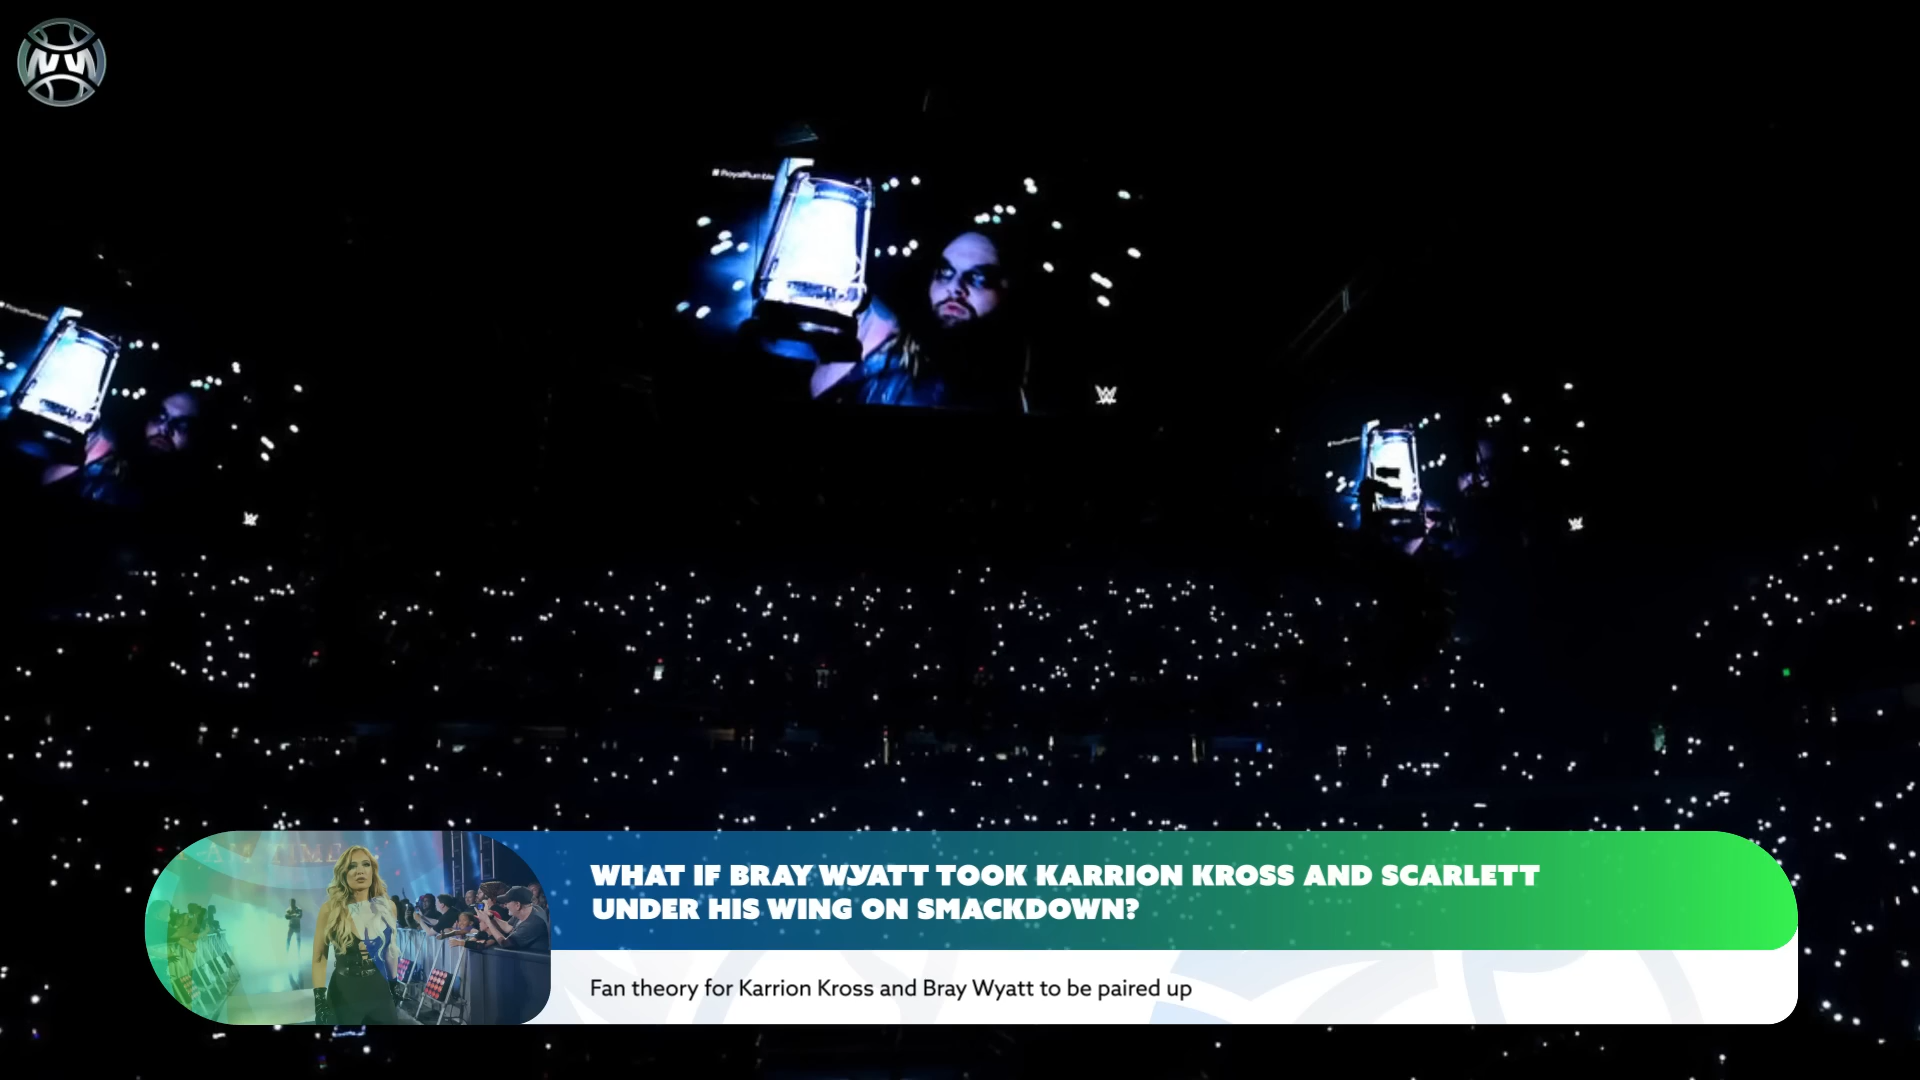 #RoyalRumble
WHAT IF BRAY WYATT TOOK KARRION KROSS AND SCARLETT
UNDER HIS WING ON SMACKDOWN?
Fan theory for Karrion Kross and Bray Wyatt to be paired up